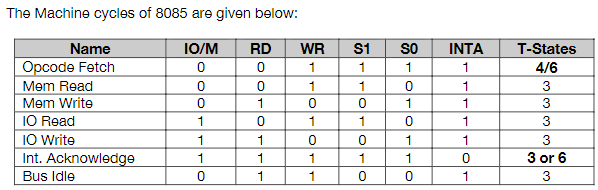 The Machine cycles of 8085 are given below:
Name IO/M RD WR S1 S0 INTA T-States
Opcode Fetch 0 0 1 1 1 1 4/6
Mem Read 0 0 1 1 0 1 3
Mem Write 0 1 0 0 1 1 3
IO Read 1 0 1 1 0 1 3
IO Write 1 1 0 0 1 1 3
Int. Acknowledge 1 1 1 1 1 0 3 or 6
Bus Idle 0 1 1 0 0 1 3